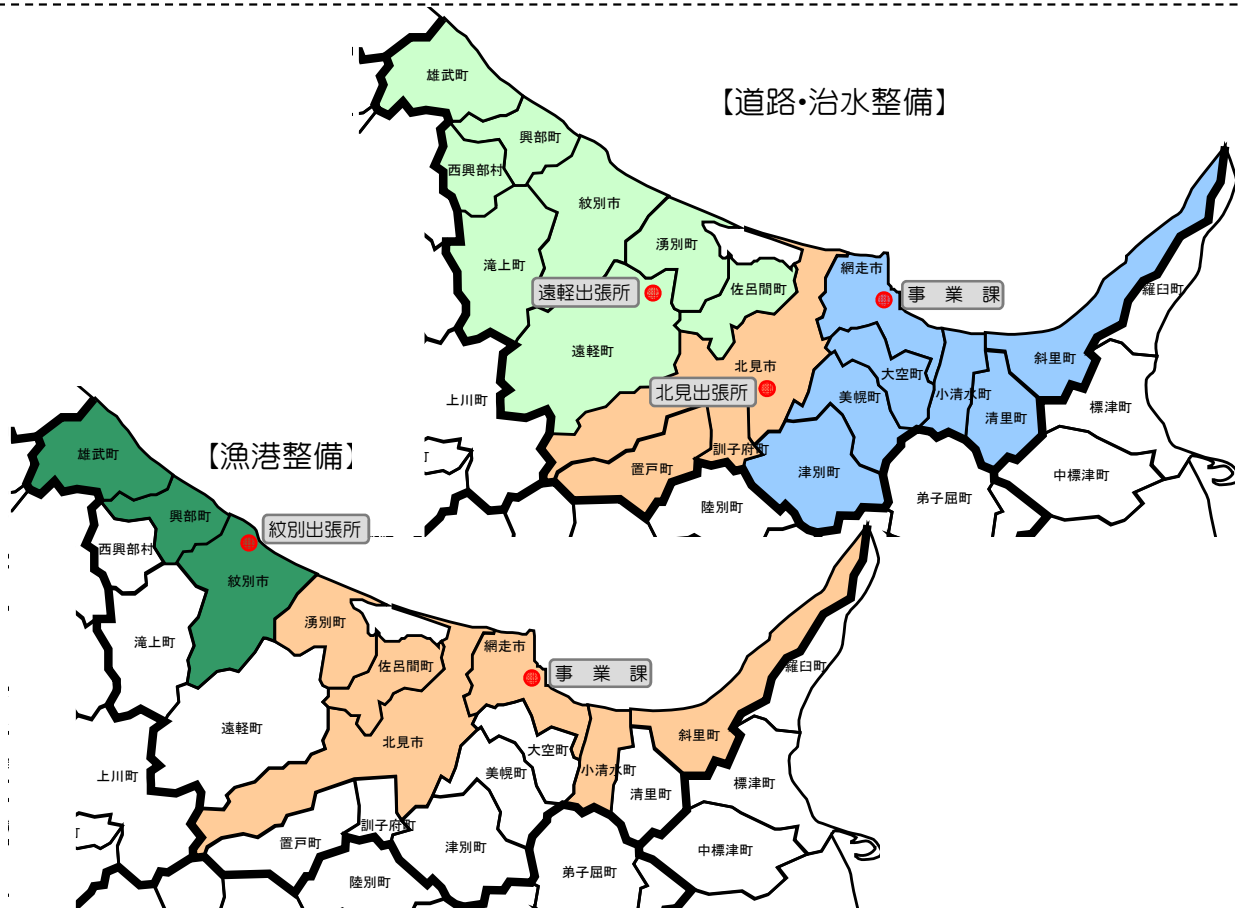 【道路・治水整備】
雄武町
興部町
西興部村
紋別市
湧別町
滝上町
遠軽出張所
佐呂間町
網走市
事業課
羅臼町
遠軽町
北見市
大空町
斜里町
上川町
北見出張所
美幌町
小清水町
清里町
標津町
訓子府町
置戸町
津別町
中標津町
陸別町
弟子屈町
【漁港整備】
雄武町
興部町
紋別出張所
西興部村
紋別市
湧別町
滝上町
網走市
佐呂間町
事業課
羅臼町
遠軽町
北見市
大空町
斜里町
上川町
美幌町
小清水町
清里町
標津町
訓子府町
置戸町
津別町
中標津町
陸別町
弟子屈町